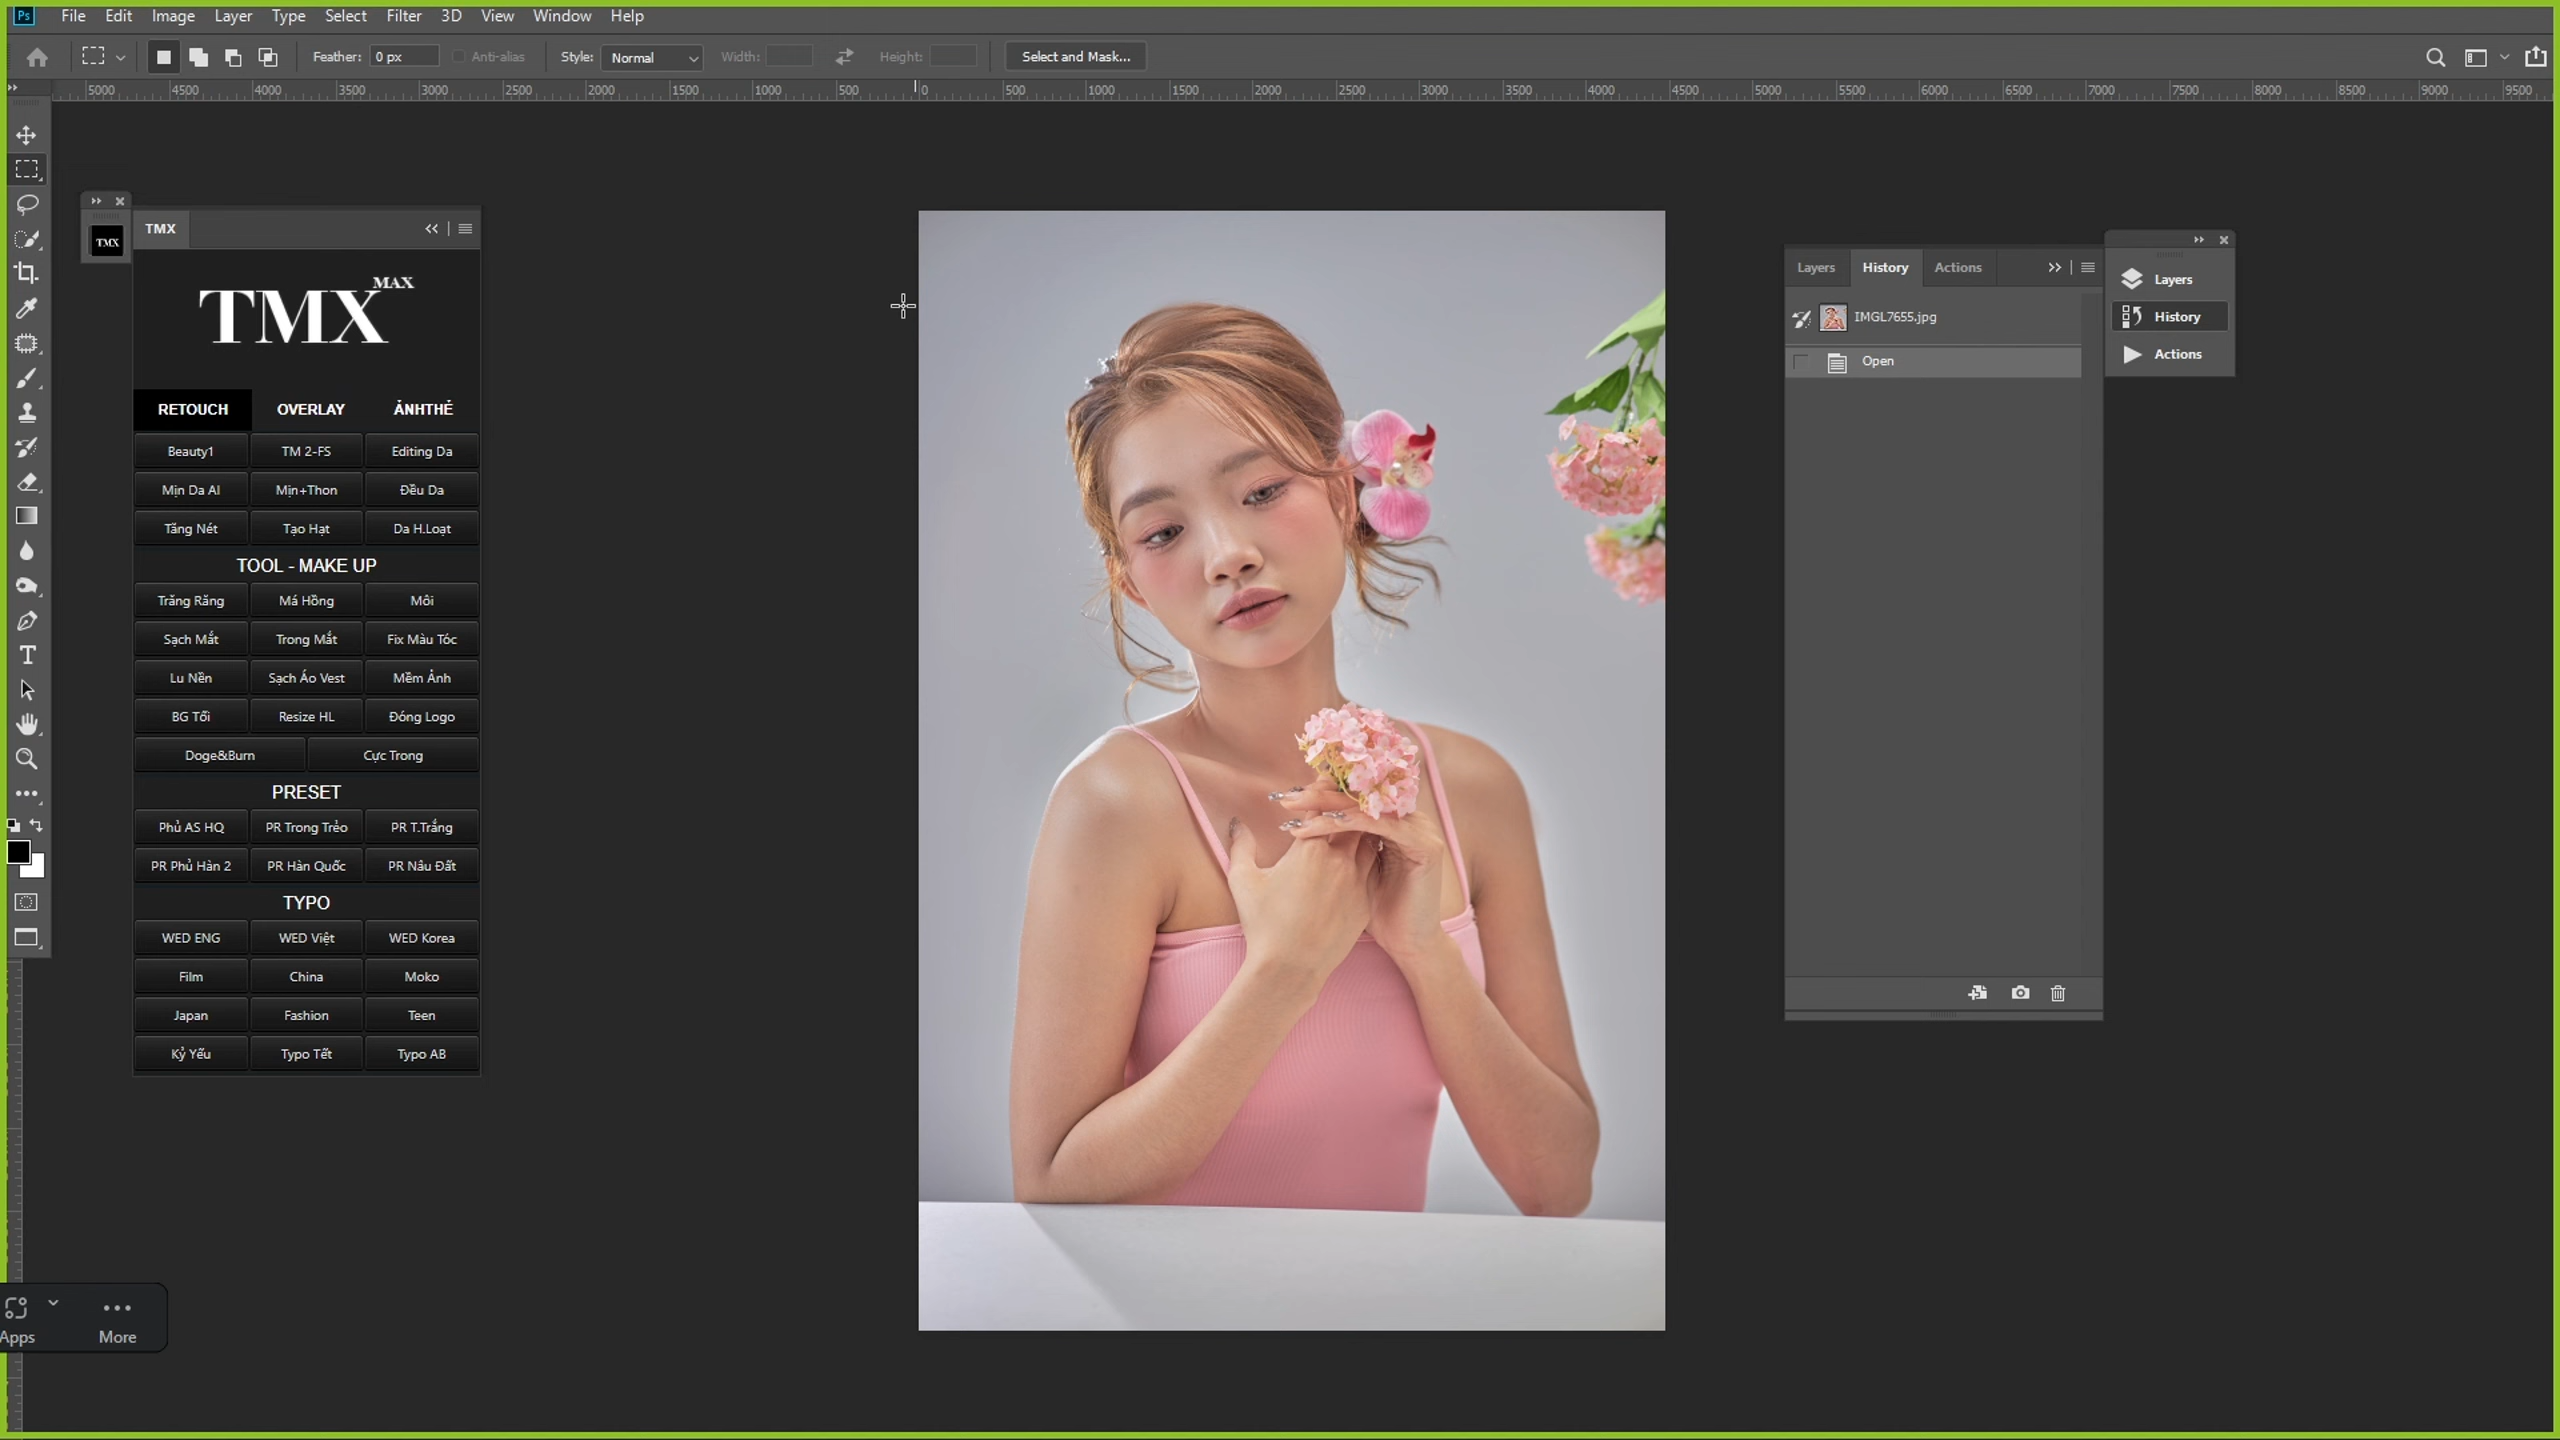 Ps File Edit Image Layer Type Select Filter 3D View Window Help
Feather: 0 px Anti-alias Style: Normal Width: Height: Select and Mask...
5000 4500 4000 3500 3000 2500 2000 1500 1000 500 0 500 1000 1500 2000 2500 3000 3500 4000 4500 5000 5500 6000 6500 7000 7500 8000 8500 9000 9500
TMX
TMX
TMX MAX
RETOUCH OVERLAY ẢNHTHẺ
Beauty1 TM 2-FS Editing Da
Mịn Da AI Mịn+Thon Đều Da
Tăng Nét Tạo Hạt Da H.Loạt
TOOL - MAKE UP
Trăng Răng Má Hồng Môi
Sạch Mắt Trong Mắt Fix Màu Tóc
Lu Nền Sạch Áo Vest Mềm Ảnh
BG Tối Resize HL Đóng Logo
Doge&Burn Cực Trong
PRESET
Phủ AS HQ PR Trong Trẻo PR T.Trắng
PR Phủ Hàn 2 PR Hàn Quốc PR Nâu Đất
TYPO
WED ENG WED Việt WED Korea
Film China Moko
Japan Fashion Teen
Kỷ Yếu Typo Tết Typo AB
Layers History Actions
IMGL7655.jpg
Open
Layers
History
Actions
Apps More